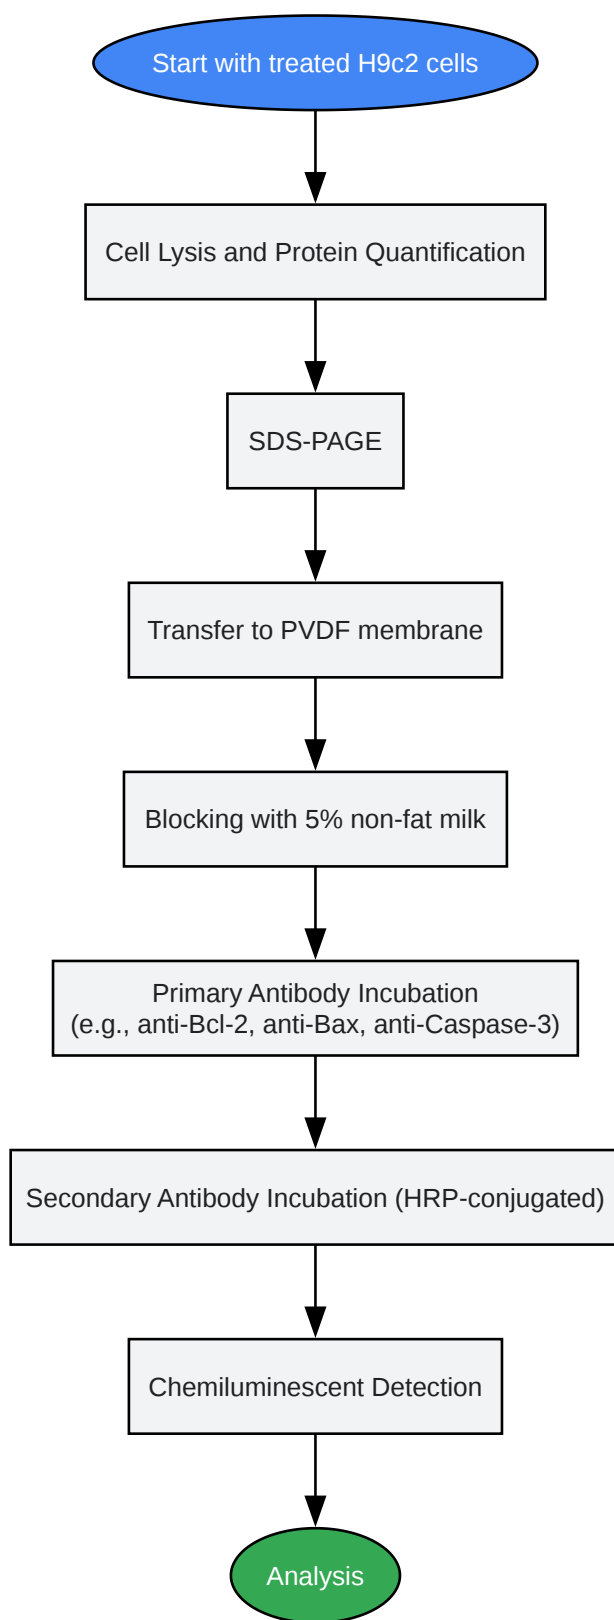 Start with treated H9c2 cells
Cell Lysis and Protein Quantification
SDS-PAGE
Transfer to PVDF membrane
Blocking with 5% non-fat milk
Primary Antibody Incubation
(e.g., anti-Bcl-2, anti-Bax, anti-Caspase-3)
Secondary Antibody Incubation (HRP-conjugated)
Chemiluminescent Detection
Analysis